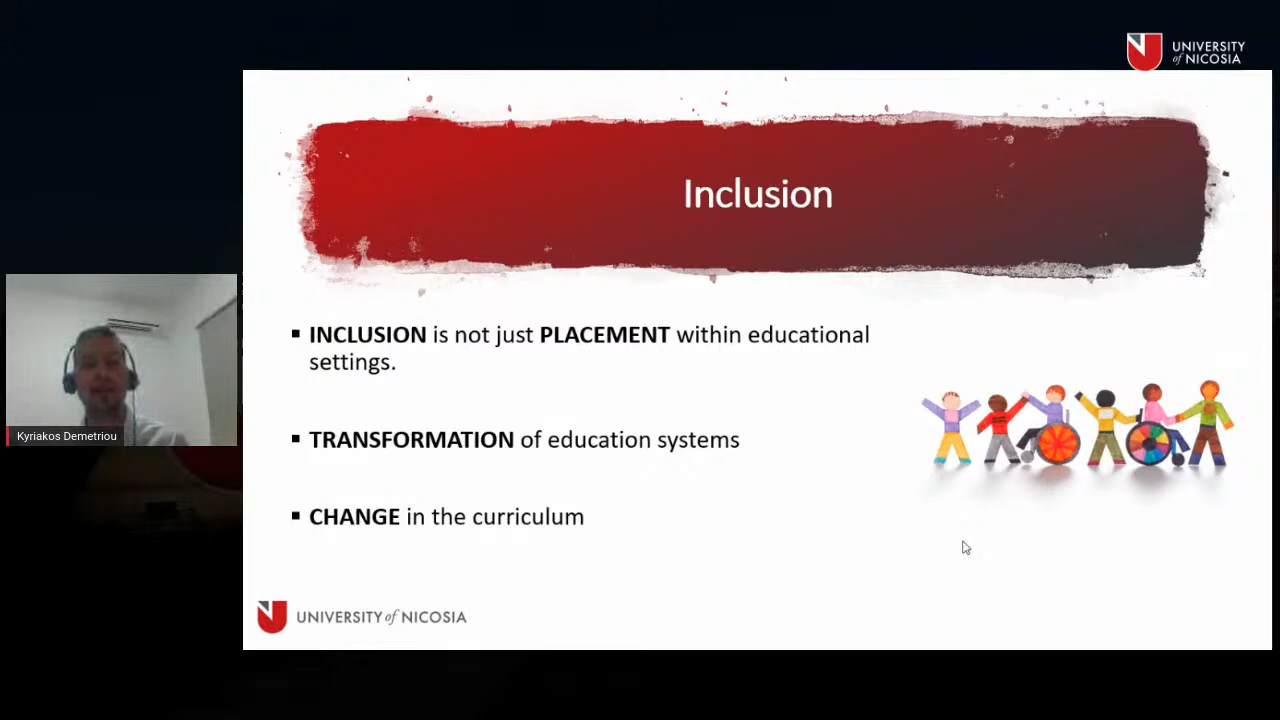 UNIVERSITY
of NICOSIA
Inclusion
▪ INCLUSION is not just PLACEMENT within educational
settings.
▪ TRANSFORMATION of education systems
▪ CHANGE in the curriculum
Kyriakos Demetriou
UNIVERSITY of NICOSIA